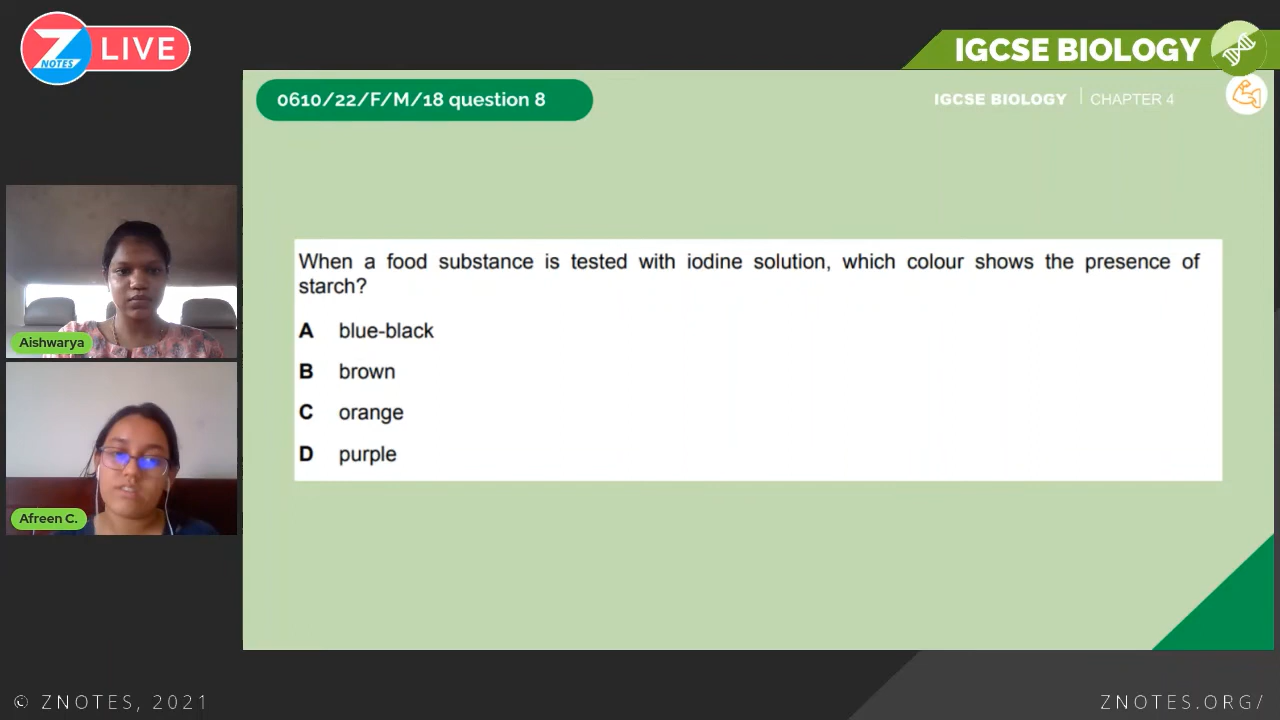 Z
NOTES
LIVE
IGCSE BIOLOGY
0610/22/F/M/18 question 8
IGCSE BIOLOGY | CHAPTER 4
When a food substance is tested with iodine solution, which colour shows the presence of
starch?
A blue-black
B brown
C orange
D purple
Aishwarya
Afreen C.
© ZNOTES, 2021
ZNOTES.ORG/